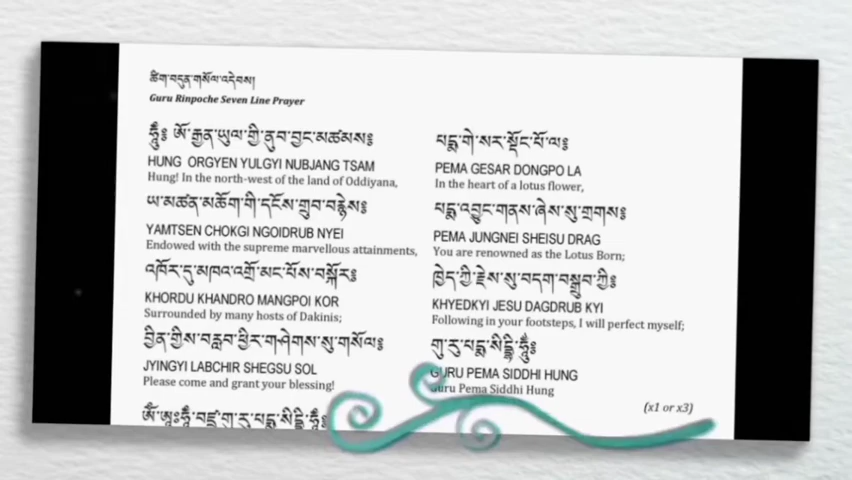 ཚིག་བདུན་གསོལ་འདེབས།
Guru Rinpoche Seven Line Prayer
ཧཱུྃ༔ ཨོ་རྒྱན་ཡུལ་གྱི་ནུབ་བྱང་མཚམས༔
HUNG ORGYEN YULGYI NUBJANG TSAM
Hung! In the north-west of the land of Oddiyana,
པདྨ་གེ་སར་སྡོང་པོ་ལ༔
PEMA GESAR DONGPO LA
In the heart of a lotus flower,
ཡ་མཚན་མཆོག་གི་དངོས་གྲུབ་བརྙེས༔
YAMTSEN CHOKGI NGOIDRUB NYEI
Endowed with the supreme marvellous attainments,
པདྨ་འབྱུང་གནས་ཞེས་སུ་གྲགས༔
PEMA JUNGNEI SHEISU DRAG
You are renowned as the Lotus Born;
འཁོར་དུ་མཁའ་འགྲོ་མང་པོས་བསྐོར༔
KHORDU KHANDRO MANGPOI KOR
Surrounded by many hosts of Dakinis;
ཁྱེད་ཀྱི་རྗེས་སུ་བདག་བསྒྲུབ་ཀྱི༔
KHYEDKYI JESU DAGDRUB KYI
Following in your footsteps, I will perfect myself;
བྱིན་གྱིས་བརླབ་ཕྱིར་གཤེགས་སུ་གསོལ༔
JYINGYI LABCHIR SHEGSU SOL
Please come and grant your blessing!
གུ་རུ་པདྨ་སིདྡྷི་ཧཱུྃ༔
GURU PEMA SIDDHI HUNG
Guru Pema Siddhi Hung
(x1 or x3)
ཨོཾ་ཨཱཿཧཱུྃ་བཛྲ་གུ་རུ་པདྨ་སིདྡྷི་ཧཱུྃ༔